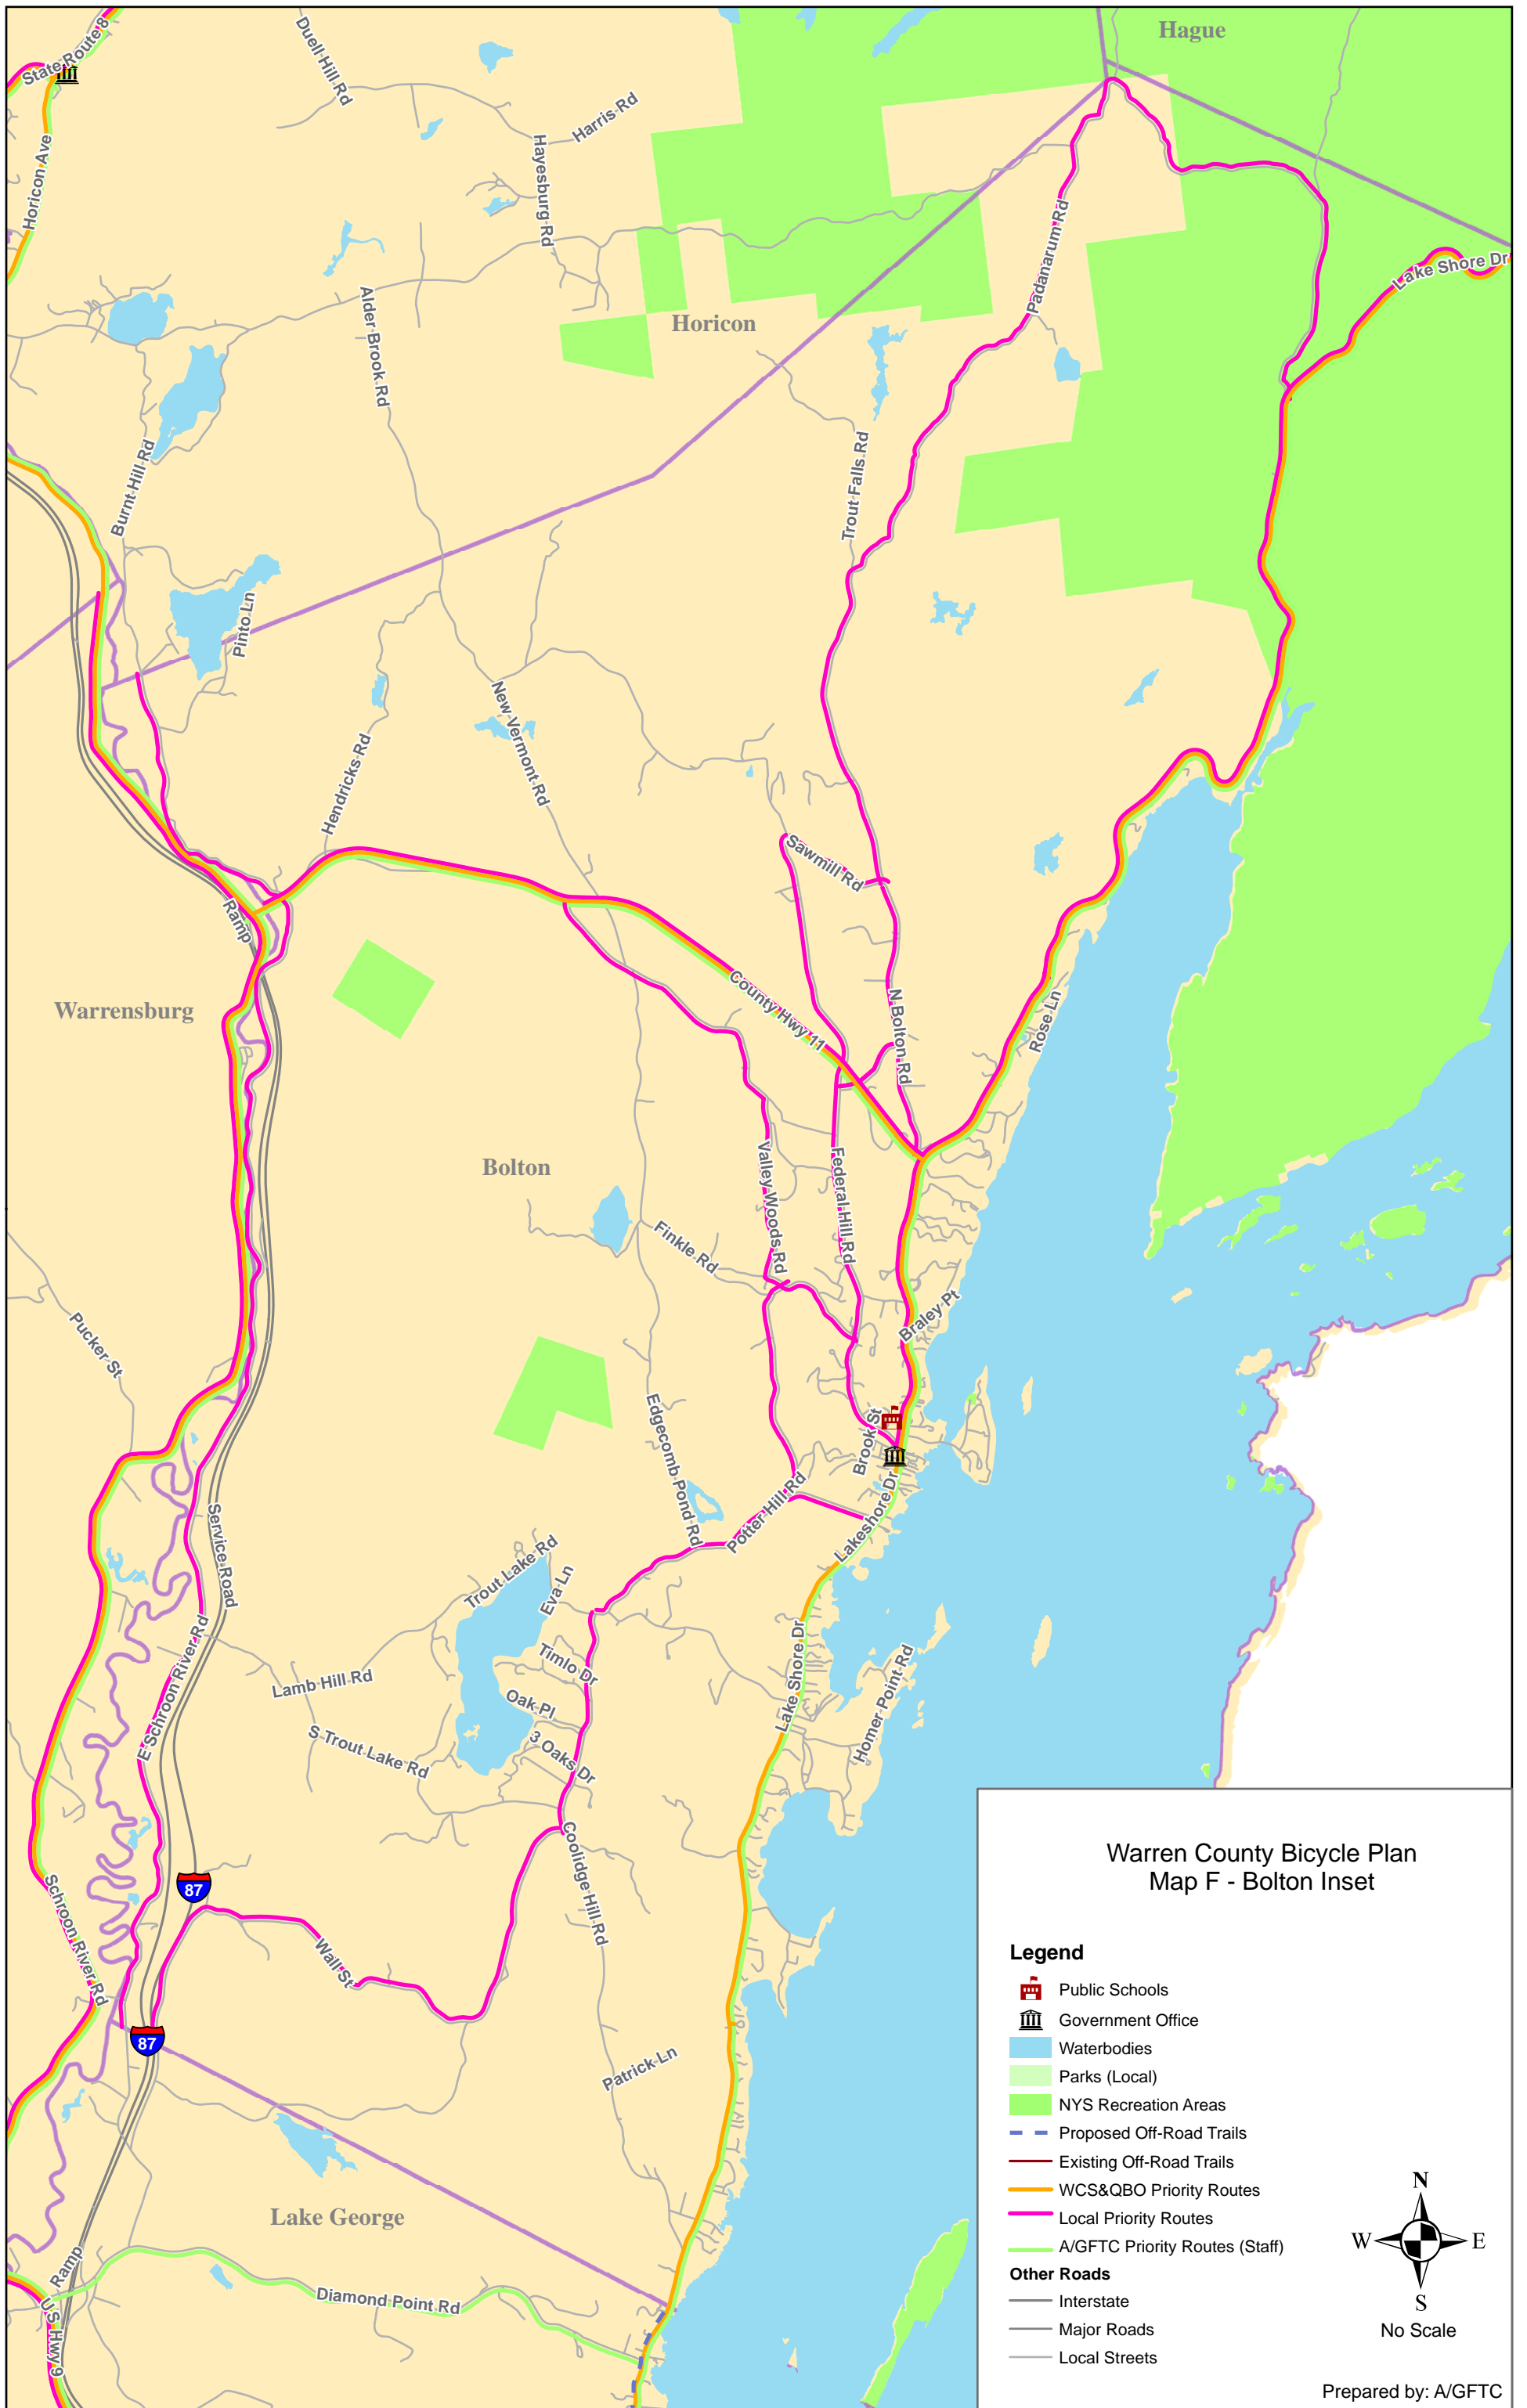 Hague
State Route 8
Duell Hill Rd
Harris Rd
Hayesburg Rd
Horicon Ave
Padanarum Rd
Lake Shore Dr
Alder Brook Rd
Horicon
Burnt Hill Rd
Trout Falls Rd
Pinto Ln
New Vermont Rd
Hendricks Rd
Sawmill Rd
Ramp
County Hwy 11
Warrensburg
N Bolton Rd
Rose Ln
Bolton
Valley Woods Rd
Federal Hill Rd
Finkle Rd
Braley Pt
Pucker St
Edgecomb Pond Rd
Brook St
Potter Hill Rd
Lakeshore Dr
Service Road
Trout Lake Rd
Eva Ln
Timlo Dr
Lake Shore Dr
Homer Point Rd
E Schroon River Rd
Lamb Hill Rd
Oak Pl
S Trout Lake Rd
3 Oaks Dr
Coolidge Hill Rd
87
Schroon River Rd
Wall St
87
Patrick Ln
Lake George
Ramp
Diamond Point Rd
US Hwy 9
Warren County Bicycle Plan
Map F - Bolton Inset
Legend
Public Schools
Government Office
Waterbodies
Parks (Local)
NYS Recreation Areas
Proposed Off-Road Trails
Existing Off-Road Trails
WCS&QBO Priority Routes
Local Priority Routes
A/GFTC Priority Routes (Staff)
Other Roads
Interstate
Major Roads
Local Streets
N
W
E
S
No Scale
Prepared by: A/GFTC